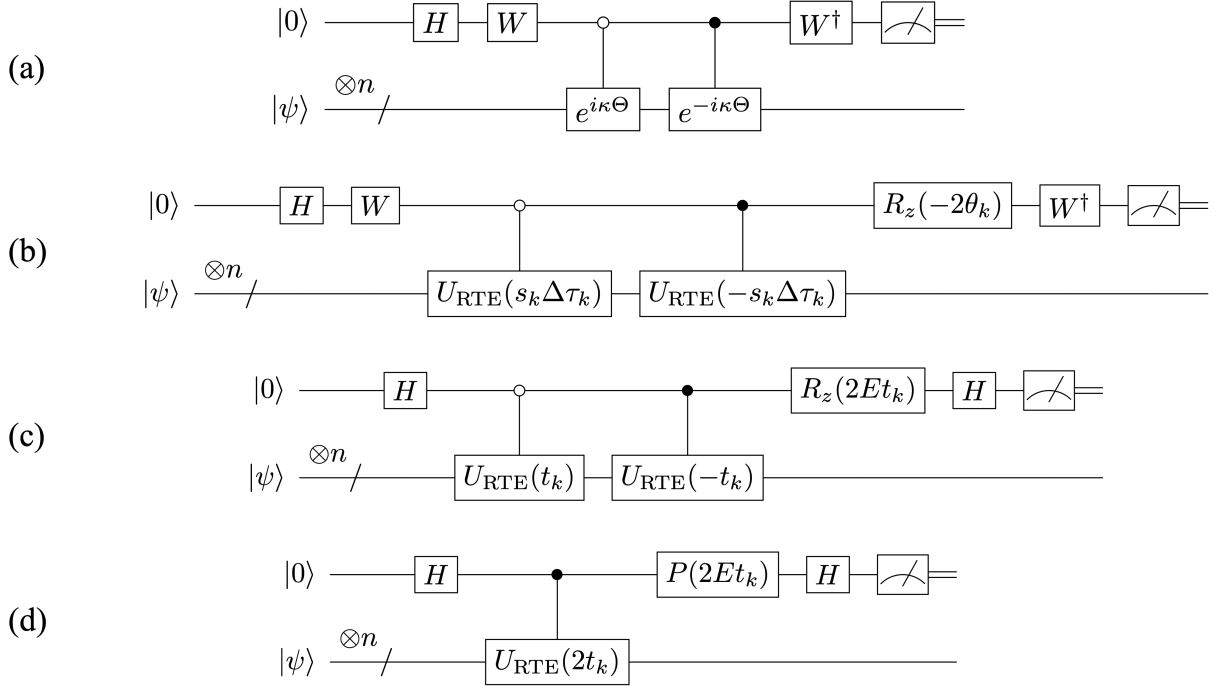 |0⟩ H W W†
(a)
⊗n
|ψ⟩ e^{iκΘ} e^{-iκΘ}
|0⟩ H W R_z(−2θ_k) W†
(b)
⊗n
|ψ⟩ U_RTE(s_kΔτ_k) U_RTE(−s_kΔτ_k)
|0⟩ H R_z(2Et_k) H
(c)
⊗n
|ψ⟩ U_RTE(t_k) U_RTE(−t_k)
|0⟩ H P(2Et_k) H
(d)
⊗n
|ψ⟩ U_RTE(2t_k)